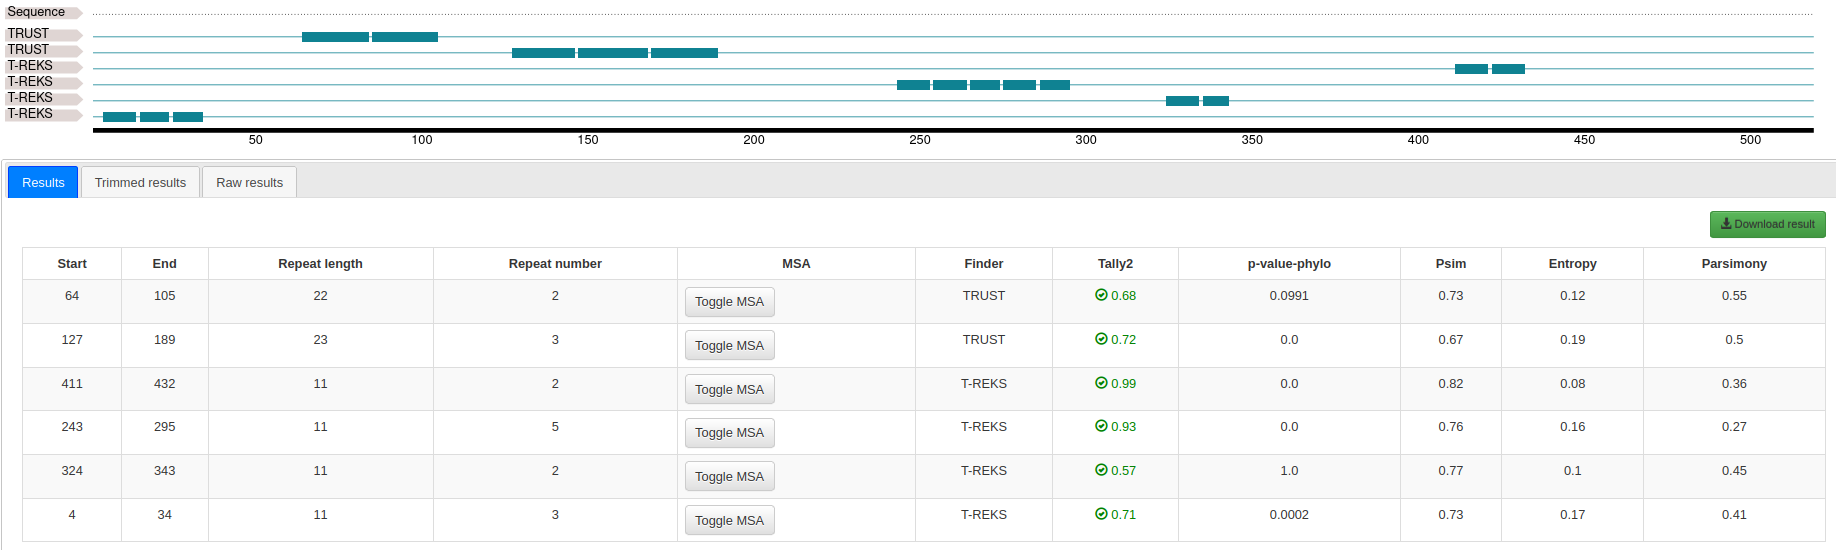 Sequence
TRUST
TRUST
T-REKS
T-REKS
T-REKS
T-REKS
50 100 150 200 250 300 350 400 450 500
Results Trimmed results Raw results
Download result
Start End Repeat length Repeat number MSA Finder Tally2 p-value-phylo Psim Entropy Parsimony
64 105 22 2 Toggle MSA TRUST 0.68 0.0991 0.73 0.12 0.55
127 189 23 3 Toggle MSA TRUST 0.72 0.0 0.67 0.19 0.5
411 432 11 2 Toggle MSA T-REKS 0.99 0.0 0.82 0.08 0.36
243 295 11 5 Toggle MSA T-REKS 0.93 0.0 0.76 0.16 0.27
324 343 11 2 Toggle MSA T-REKS 0.57 1.0 0.77 0.1 0.45
4 34 11 3 Toggle MSA T-REKS 0.71 0.0002 0.73 0.17 0.41